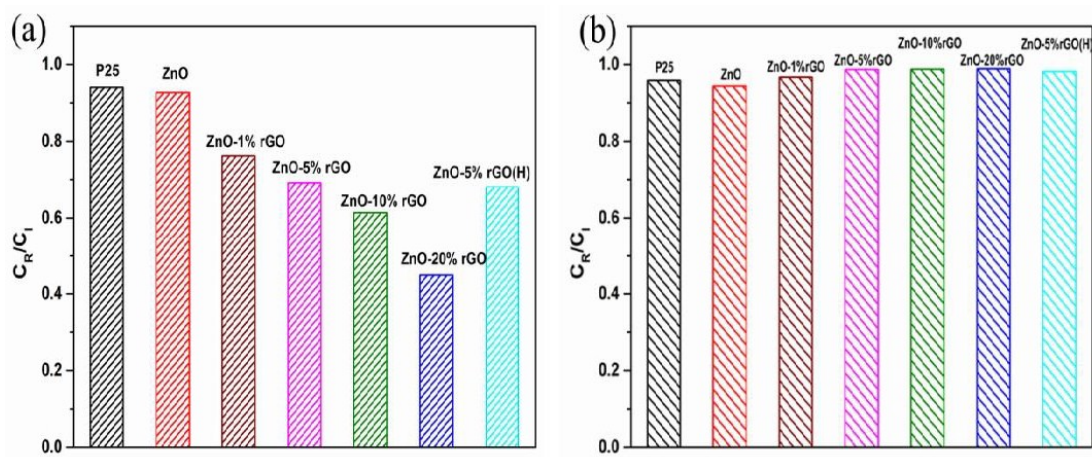 (a)
C_R/C_I
1.0
0.8
0.6
0.4
0.2
0.0
P25
ZnO
ZnO-1% rGO
ZnO-5% rGO
ZnO-10% rGO
ZnO-20% rGO
ZnO-5% rGO(H)
(b)
C_R/C_I
1.0
0.8
0.6
0.4
0.2
0.0
P25
ZnO
ZnO-1%rGO
ZnO-5%rGO
ZnO-10%rGO
ZnO-20%rGO
ZnO-5%rGO(H)